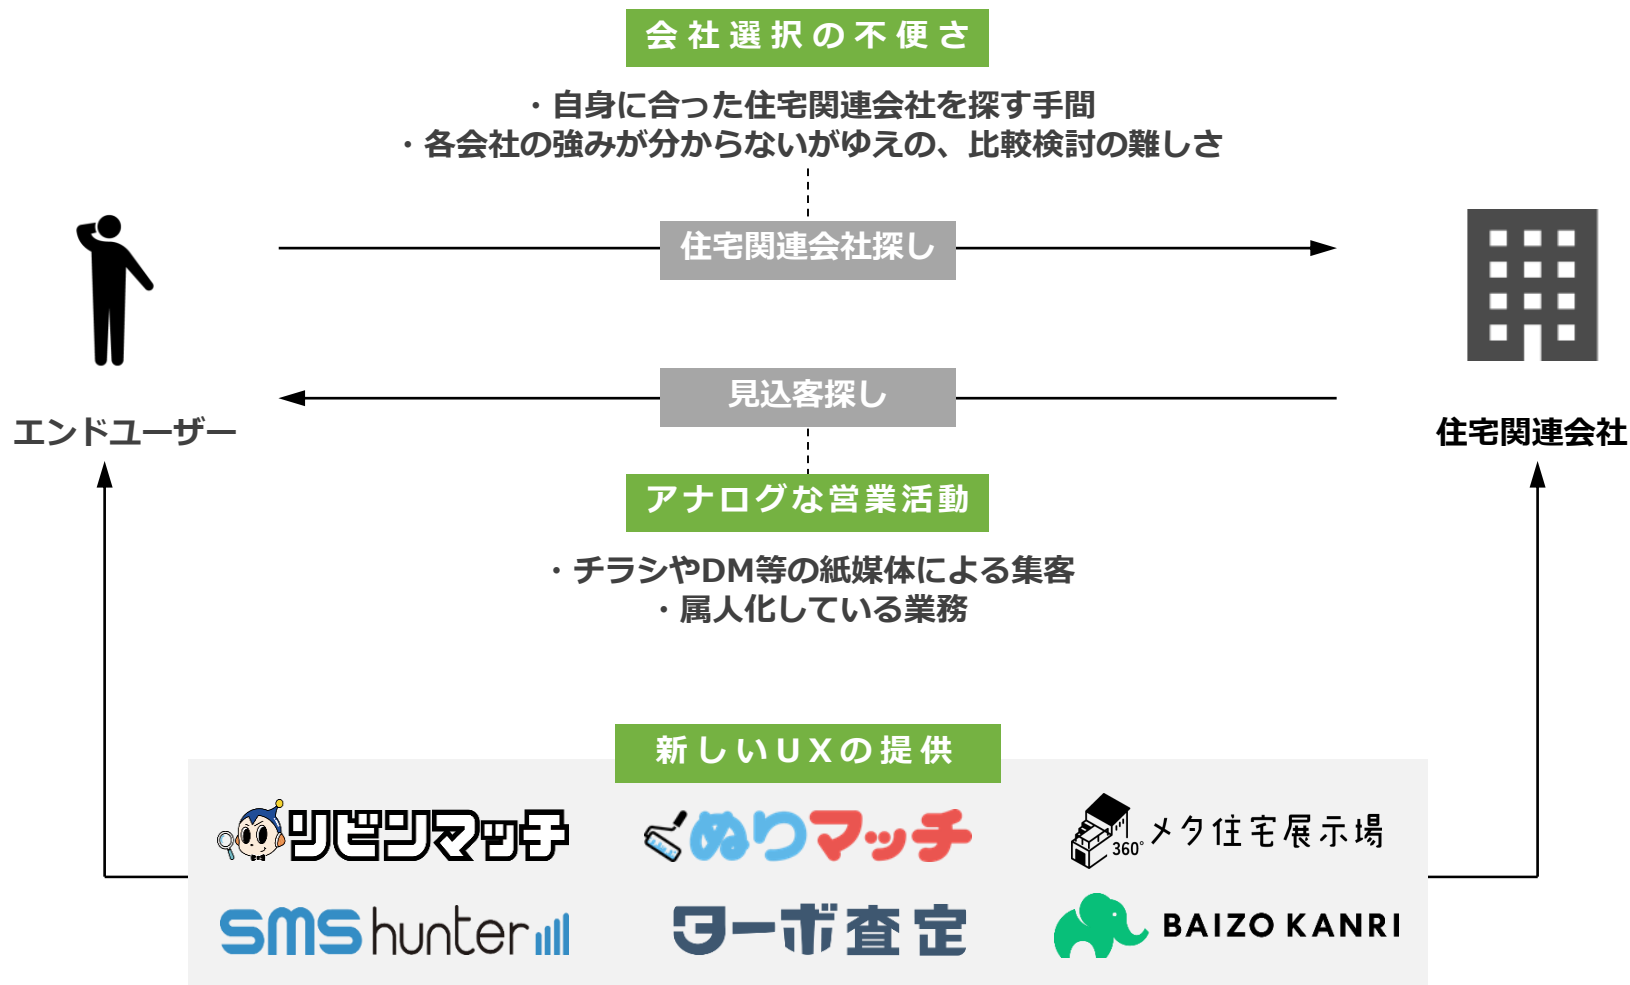 会社選択の不便さ
・自身に合った住宅関連会社を探す手間
・各会社の強みが分からないがゆえの、比較検討の難しさ
住宅関連会社探し
見込客探し
エンドユーザー
住宅関連会社
アナログな営業活動
・チラシやDM等の紙媒体による集客
・属人化している業務
新しいUXの提供
リビンマッチ
ぬりマッチ
360°メタ住宅展示場
SMS hunter
ターボ査定
BAIZO KANRI